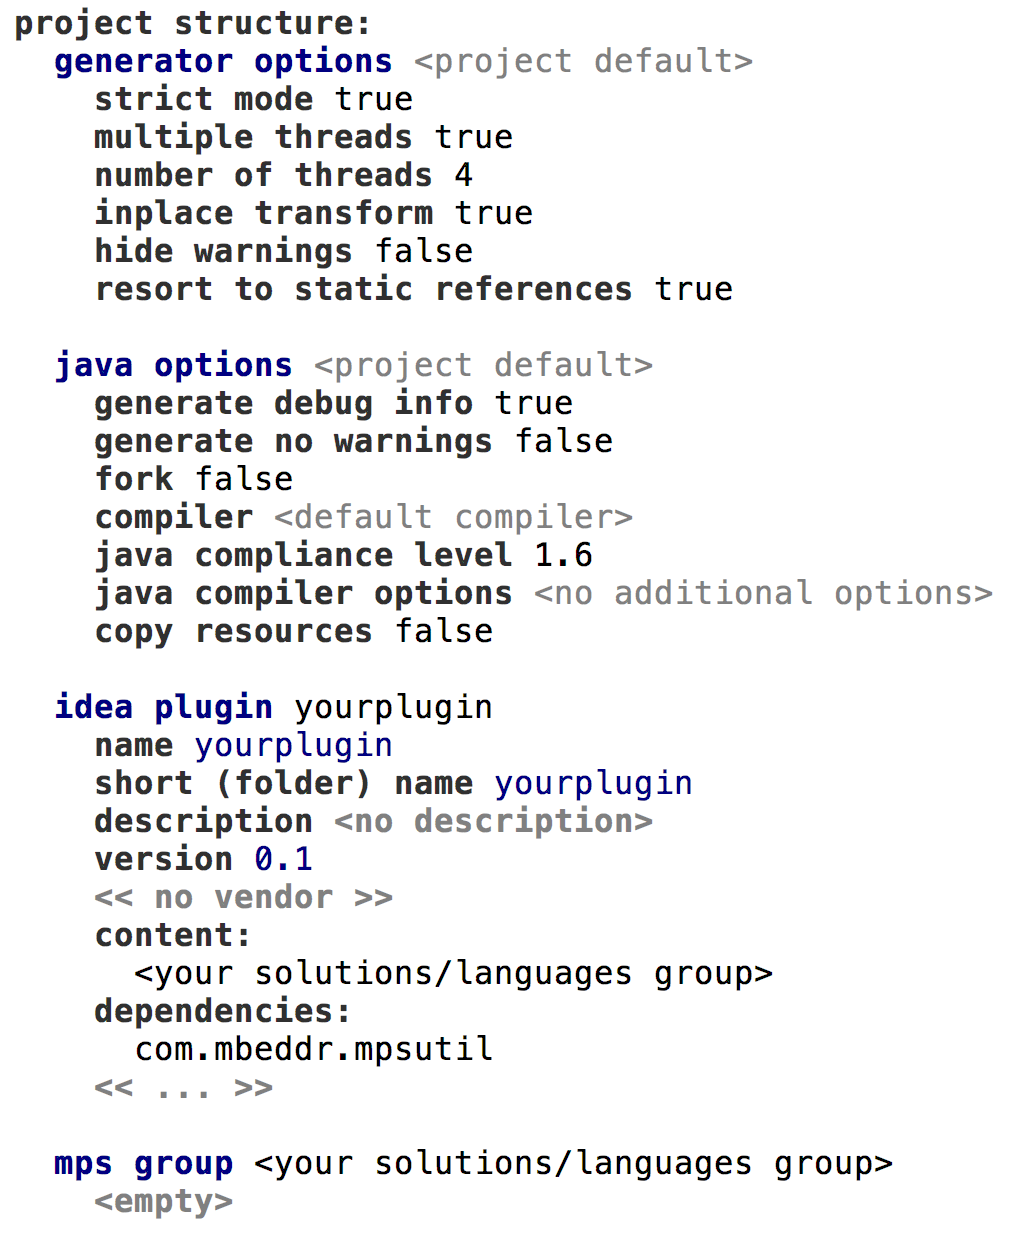 project structure:
generator options <project default>
strict mode true
multiple threads true
number of threads 4
inplace transform true
hide warnings false
resort to static references true
java options <project default>
generate debug info true
generate no warnings false
fork false
compiler <default compiler>
java compliance level 1.6
java compiler options <no additional options>
copy resources false
idea plugin yourplugin
name yourplugin
short (folder) name yourplugin
description <no description>
version 0.1
<< no vendor >>
content:
<your solutions/languages group>
dependencies:
com.mbeddr.mpsutil
<< ... >>
mps group <your solutions/languages group>
<empty>